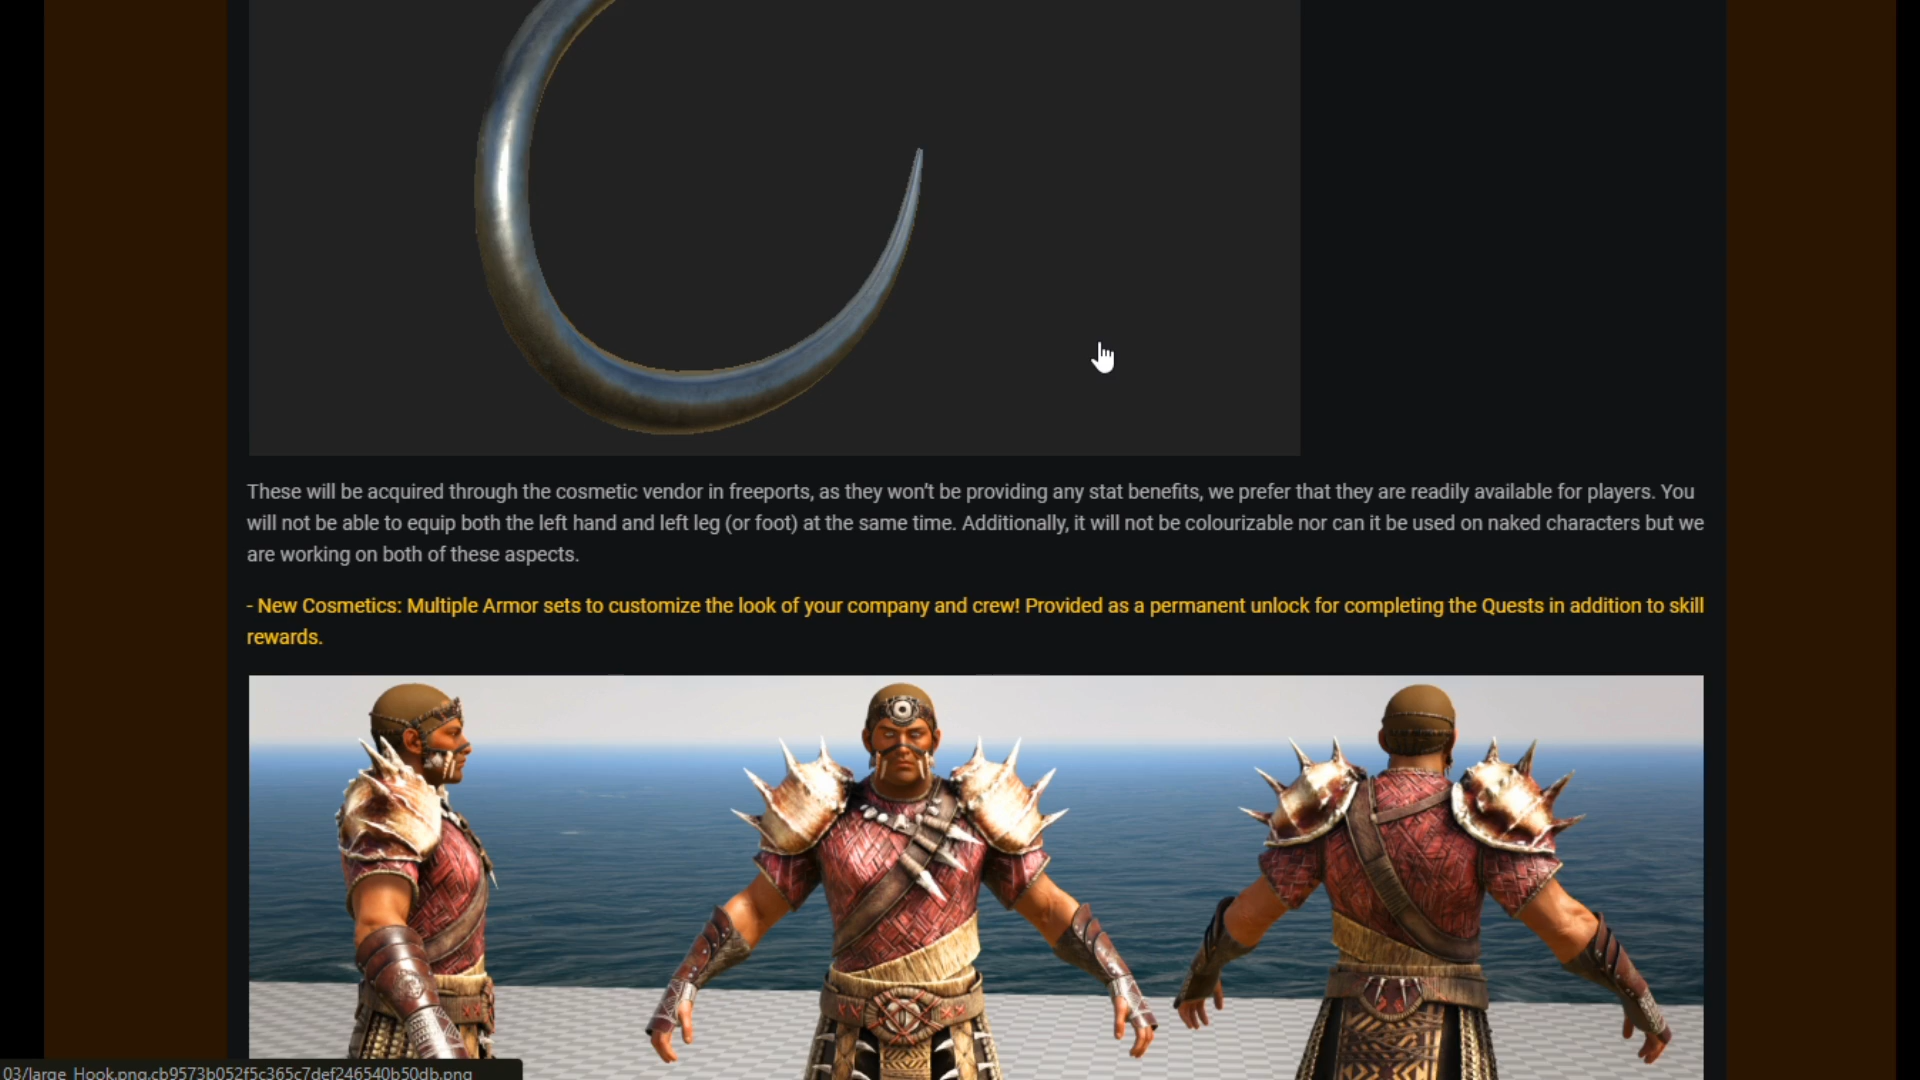 These will be acquired through the cosmetic vendor in freeports, as they won't be providing any stat benefits, we prefer that they are readily available for players. You
will not be able to equip both the left hand and left leg (or foot) at the same time. Additionally, it will not be colourizable nor can it be used on naked characters but we
are working on both of these aspects.
- New Cosmetics: Multiple Armor sets to customize the look of your company and crew! Provided as a permanent unlock for completing the Quests in addition to skill
rewards.
03/large_Hook.png.cb9573b052f5c365c7def246540b50db.png